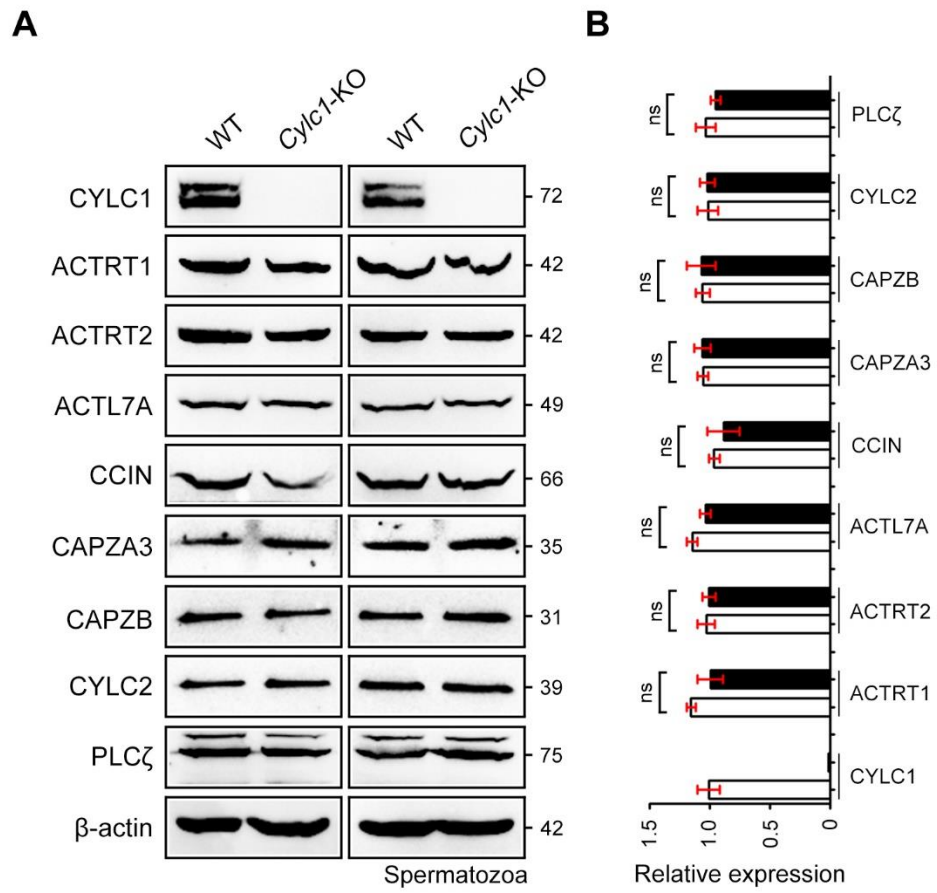 A
WT Cylc1-KO WT Cylc1-KO
CYLC1 72
ACTRT1 42
ACTRT2 42
ACTL7A 49
CCIN 66
CAPZA3 35
CAPZB 31
CYLC2 39
PLCζ 75
β-actin 42
Spermatozoa
B
ns PLCζ
ns CYLC2
ns CAPZB
ns CAPZA3
ns CCIN
ns ACTL7A
ns ACTRT2
ns ACTRT1
CYLC1
1.5 1.0 0.5 0
Relative expression